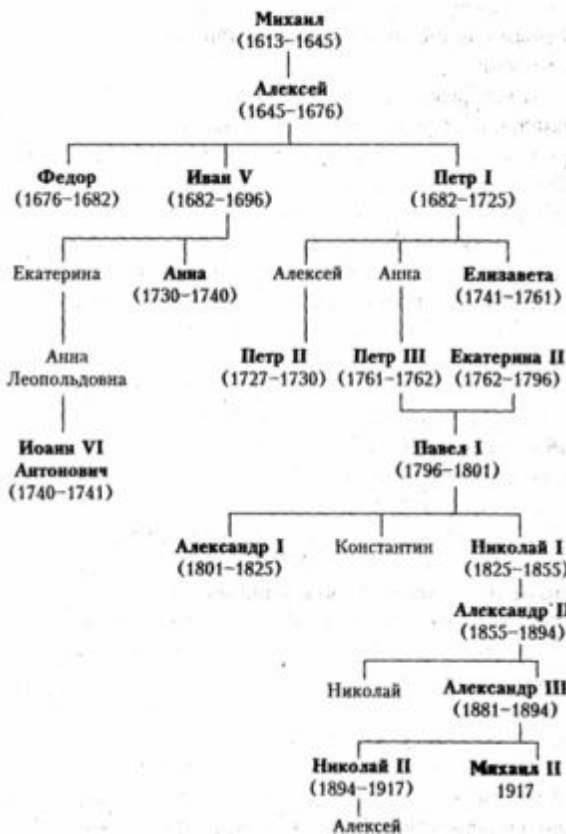 Михаил
(1613–1645)
Алексей
(1645–1676)
Федор Иван V Петр I
(1676–1682) (1682–1696) (1682–1725)
Екатерина Анна Алексей Анна Елизавета
(1730–1740) (1741–1761)
Анна Петр II Петр III Екатерина II
Леопольдовна (1727–1730) (1761–1762) (1762–1796)
Иоанн VI Павел I
Антонович (1796–1801)
(1740–1741)
Александр I Константин Николай I
(1801–1825) (1825–1855)
Александр II
(1855–1894)
Николай Александр III
(1881–1894)
Николай II Михаил II
(1894–1917) 1917
Алексей